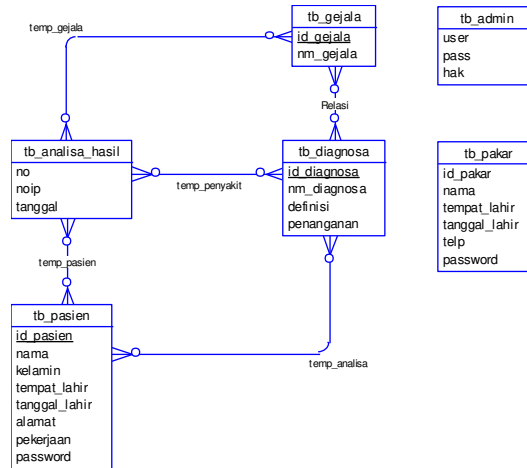 tb_gejala
id_gejala
nm_gejala
tb_admin
user
pass
hak
temp_gejala
Relasi
tb_analisa_hasil
no
noip
tanggal
temp_penyakit
tb_diagnosa
id_diagnosa
nm_diagnosa
definisi
penanganan
tb_pakar
id_pakar
nama
tempat_lahir
tanggal_lahir
telp
password
temp_pasien
tb_pasien
id_pasien
nama
kelamin
tempat_lahir
tanggal_lahir
alamat
pekerjaan
password
temp_analisa